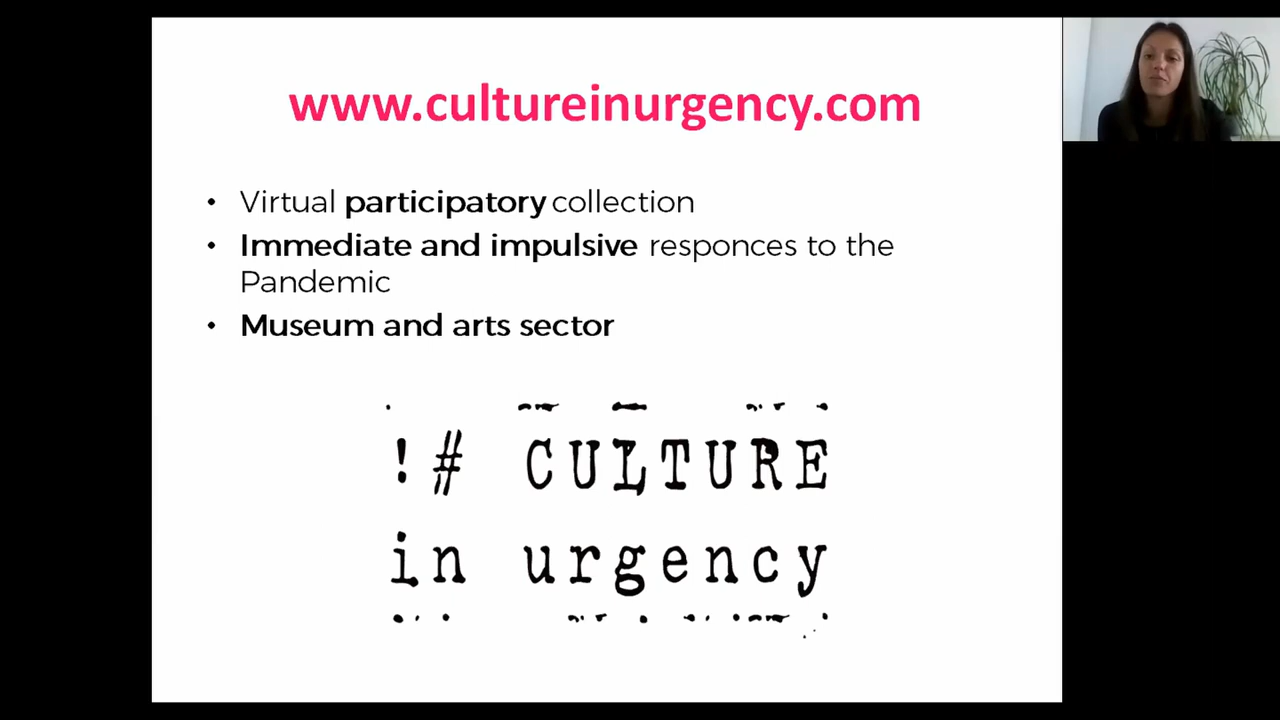 www.cultureinurgency.com
• Virtual participatory collection
• Immediate and impulsive responces to the
Pandemic
• Museum and arts sector
!# CULTURE
in urgency